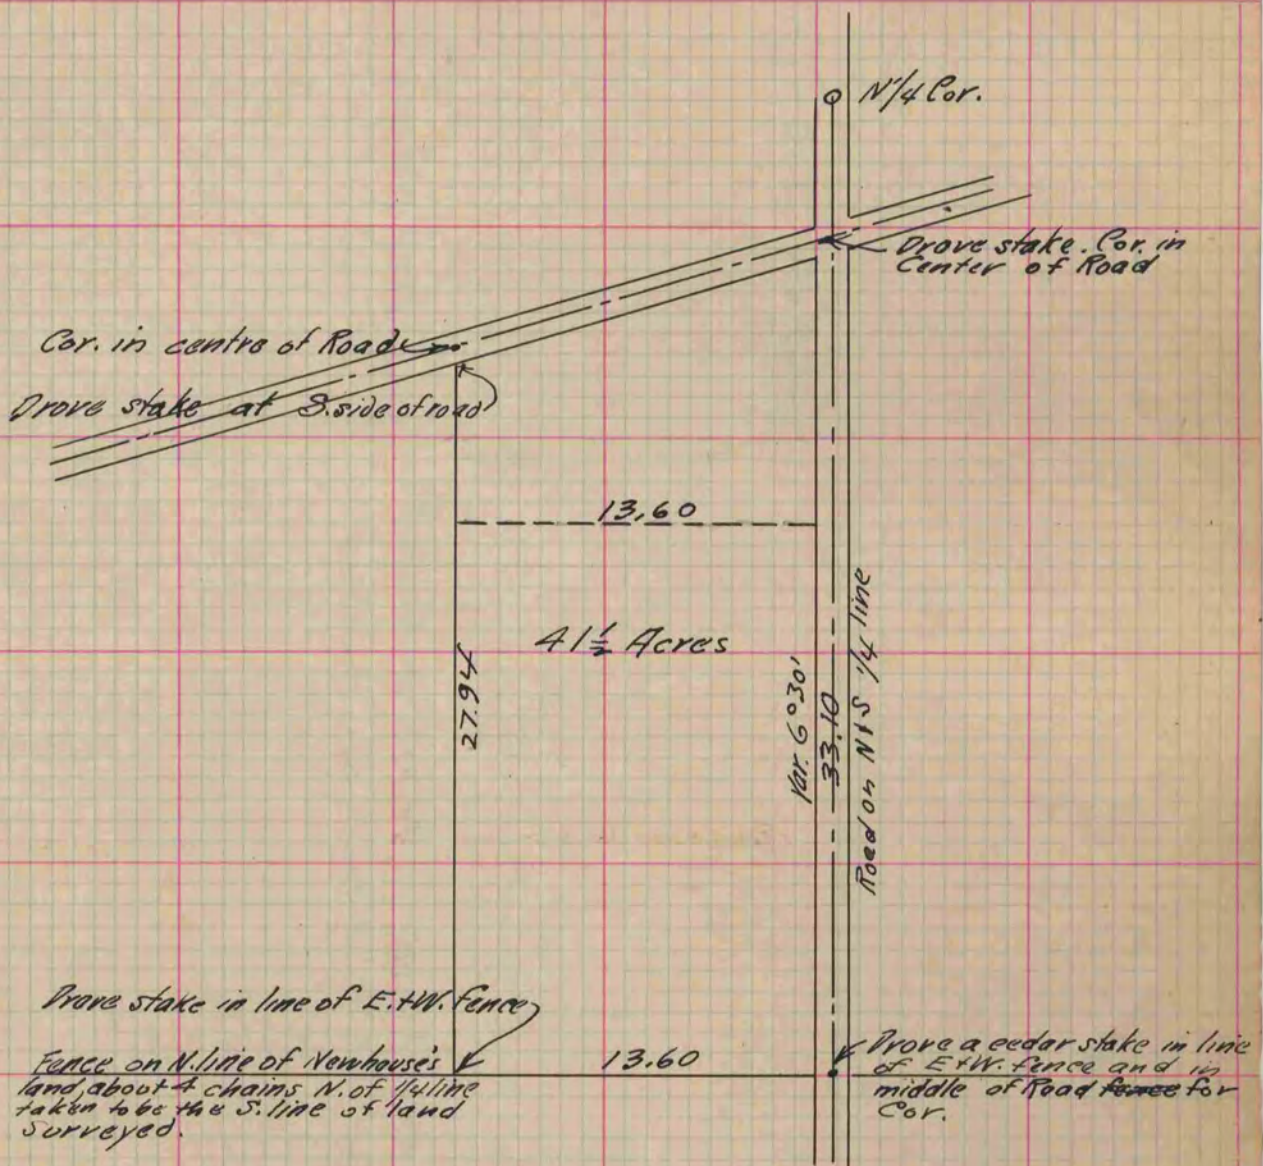 N 1/4 Cor.
Drove stake. Cor. in
Center of Road
Cor. in centre of Road
Drove stake at S. side of road
13.60
41 1/2 Acres
27.94
Var. 6° 30'
33.10
Road on N & S 1/4 line
Drove stake in line of E. & W. fence
Fence on N. line of Newhouse's
land, about 4 chains N. of 1/4 line
taken to be the S. line of land
surveyed.
13.60
Drove a cedar stake in line
of E & W. fence and in
middle of Road fence for
Cor.